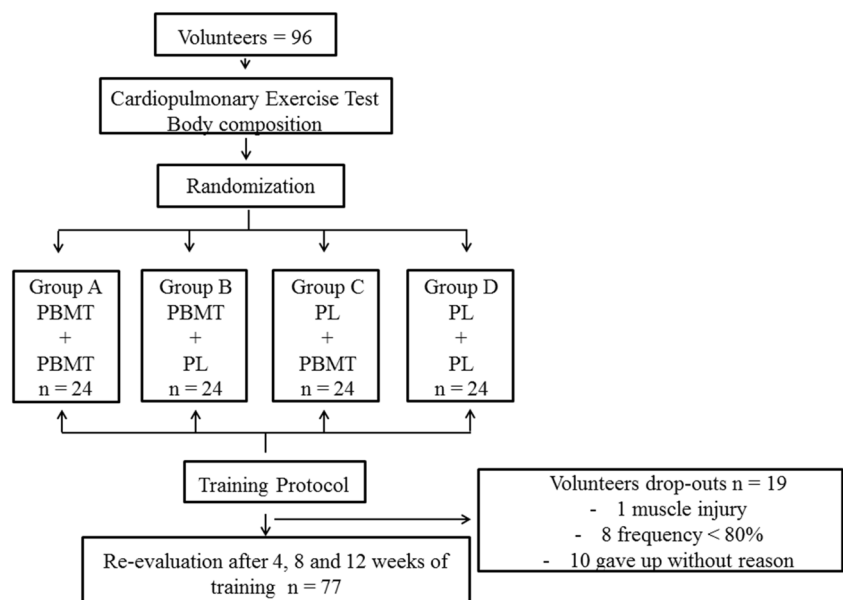 Volunteers = 96
Cardiopulmonary Exercise Test
Body composition
Randomization
Group A
PBMT
+
PBMT
n = 24
Group B
PBMT
+
PL
n = 24
Group C
PL
+
PBMT
n = 24
Group D
PL
+
PL
n = 24
Training Protocol
Volunteers drop-outs n = 19
- 1 muscle injury
- 8 frequency < 80%
- 10 gave up without reason
Re-evaluation after 4, 8 and 12 weeks of
training n = 77